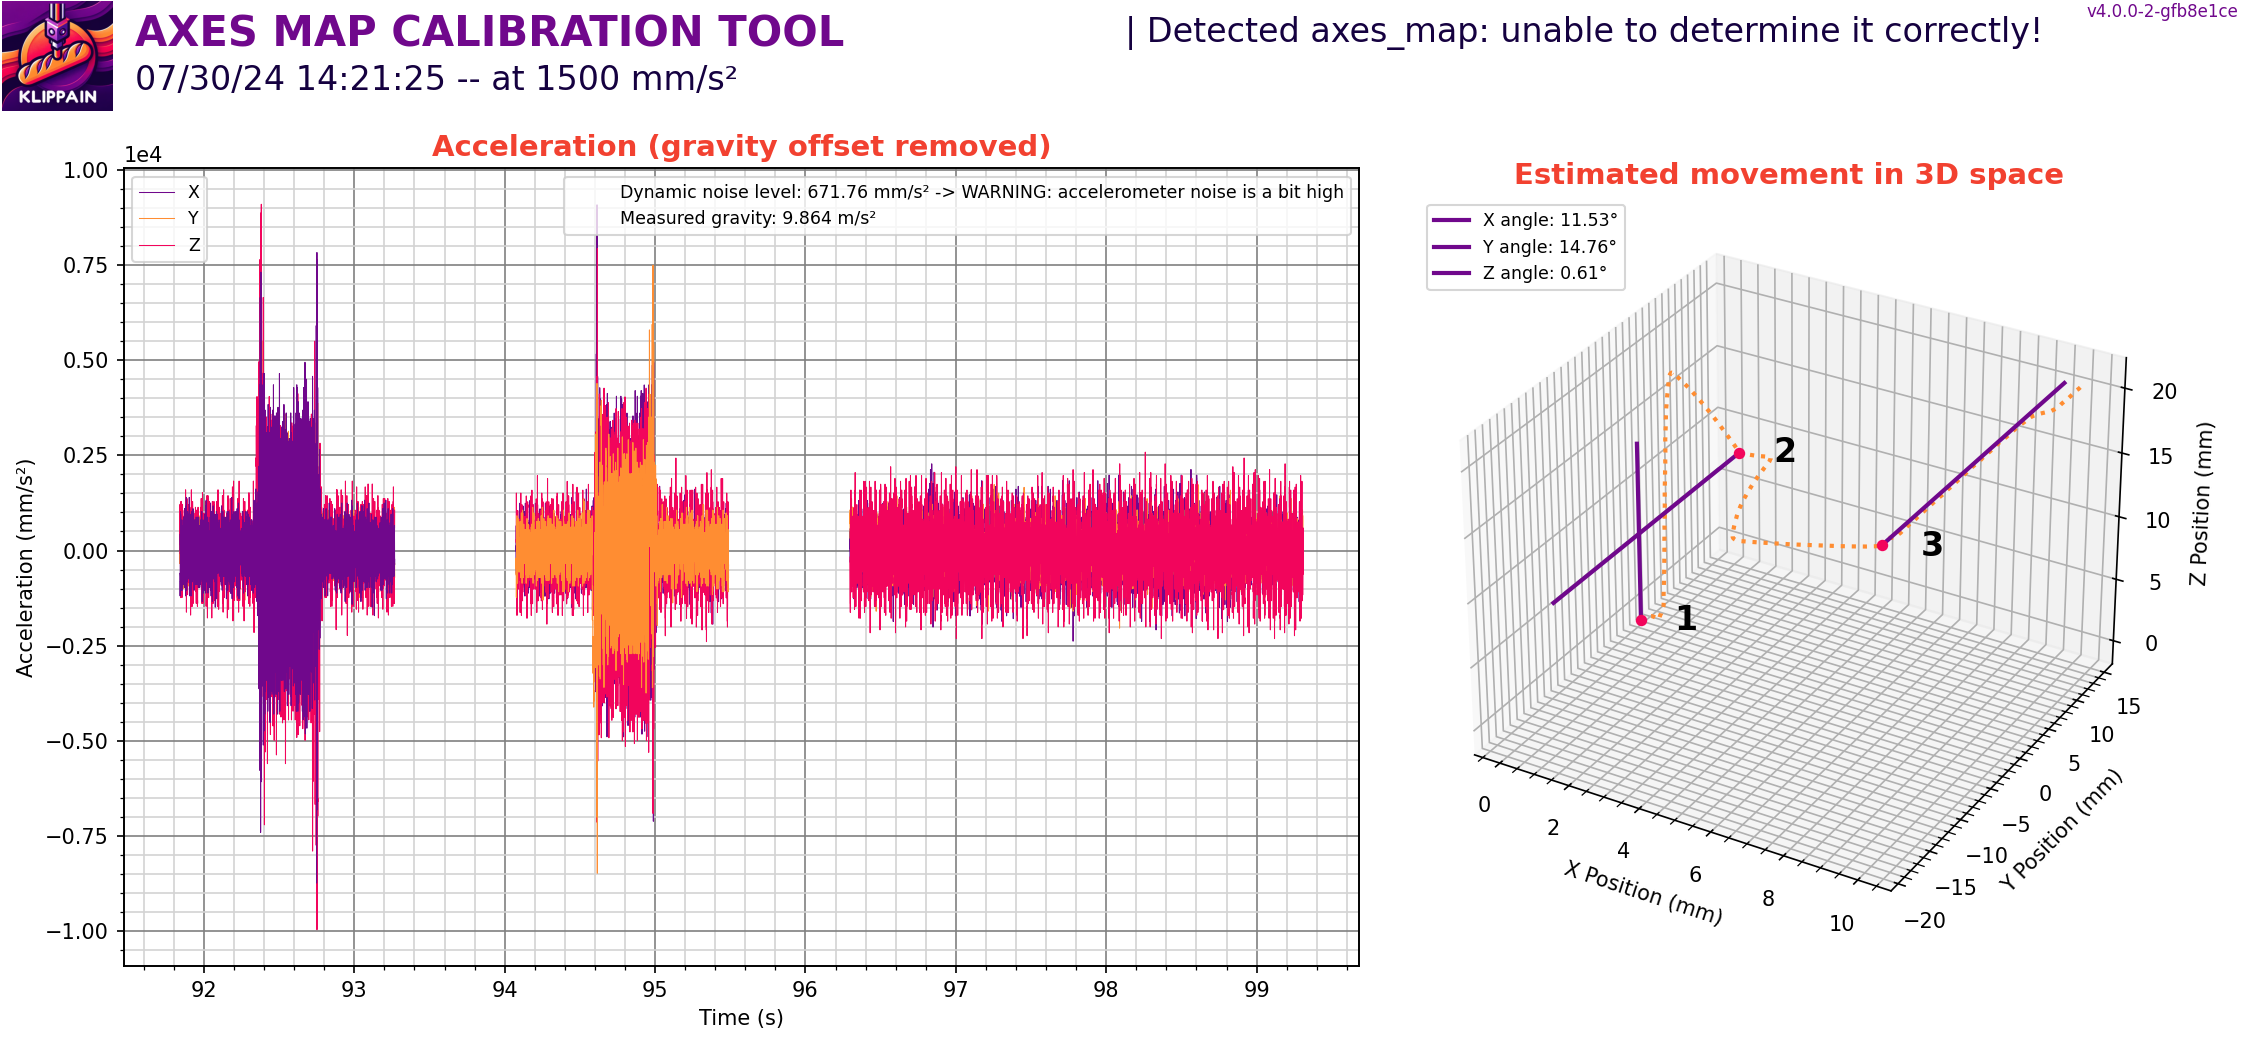 KLIPPAIN
AXES MAP CALIBRATION TOOL
07/30/24 14:21:25 -- at 1500 mm/s²
| Detected axes_map: unable to determine it correctly!
v4.0.0-2-gfb8e1ce
Acceleration (gravity offset removed)
1e4
X
Y
Z
Dynamic noise level: 671.76 mm/s² -> WARNING: accelerometer noise is a bit high
Measured gravity: 9.864 m/s²
Acceleration (mm/s²)
1.00
0.75
0.50
0.25
0.00
−0.25
−0.50
−0.75
−1.00
92 93 94 95 96 97 98 99
Time (s)
Estimated movement in 3D space
X angle: 11.53°
Y angle: 14.76°
Z angle: 0.61°
1
2
3
0 2 4 6 8 10
X Position (mm)
−20 −15 −10 −5 0 5 10 15
Y Position (mm)
0 5 10 15 20
Z Position (mm)